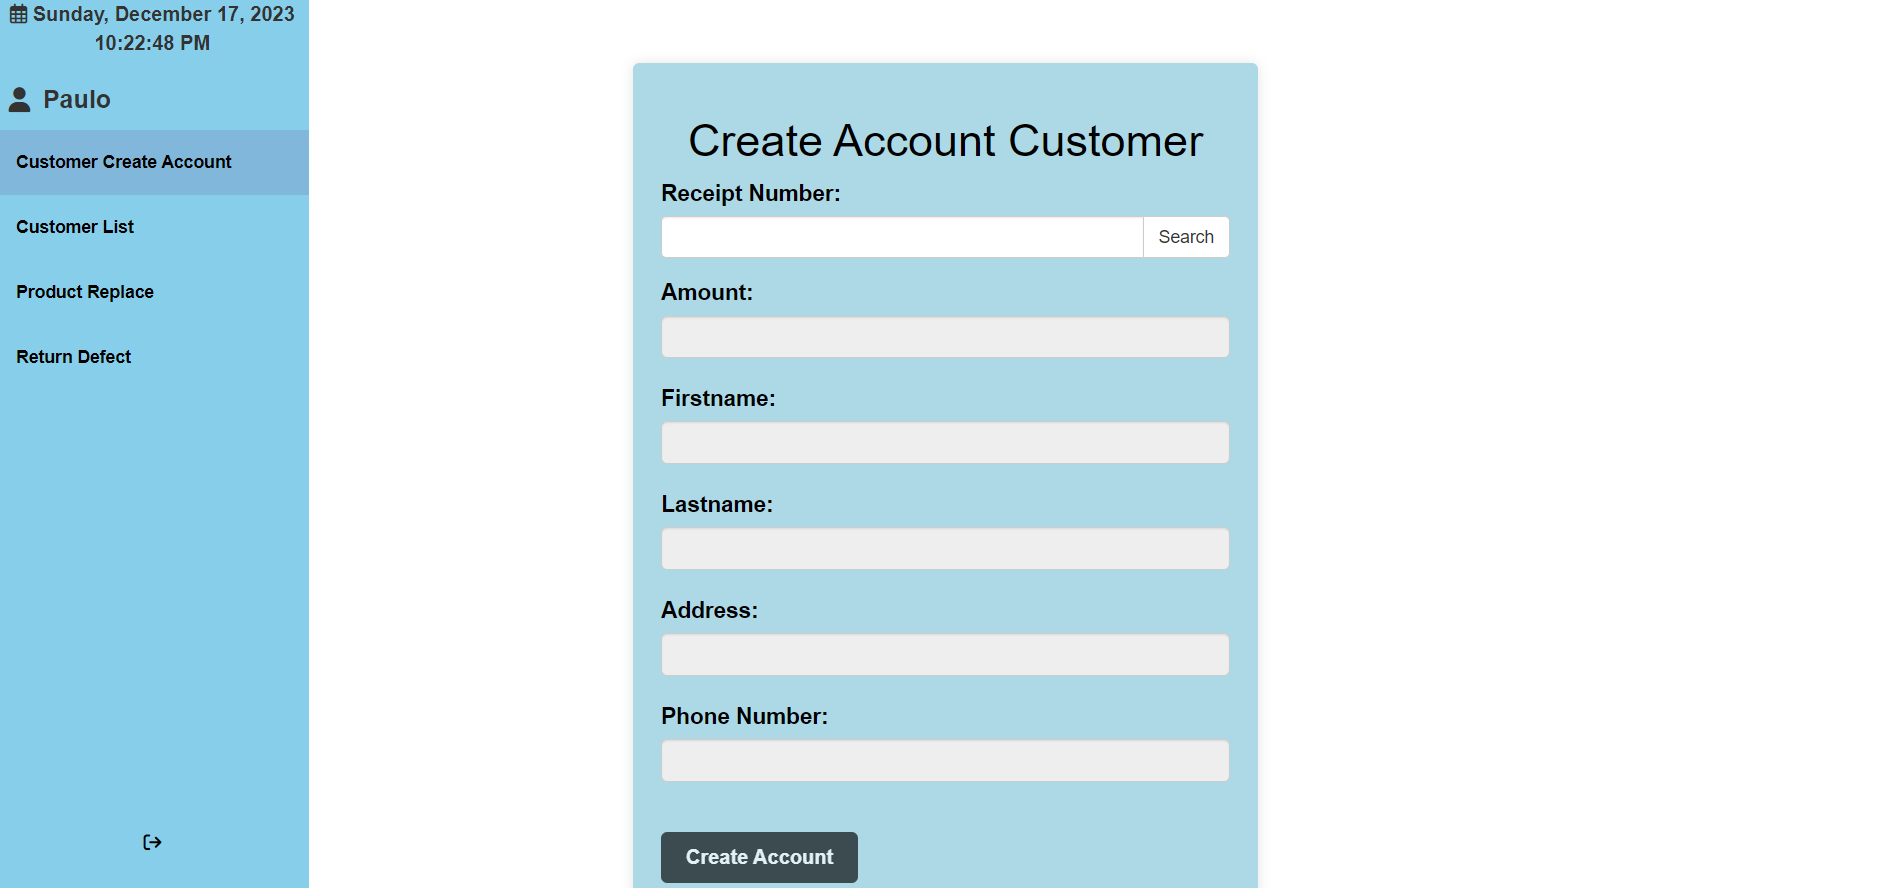 Sunday, December 17, 2023
10:22:48 PM
Paulo
Customer Create Account
Customer List
Product Replace
Return Defect
Create Account Customer
Receipt Number:
Search
Amount:
Firstname:
Lastname:
Address:
Phone Number:
Create Account